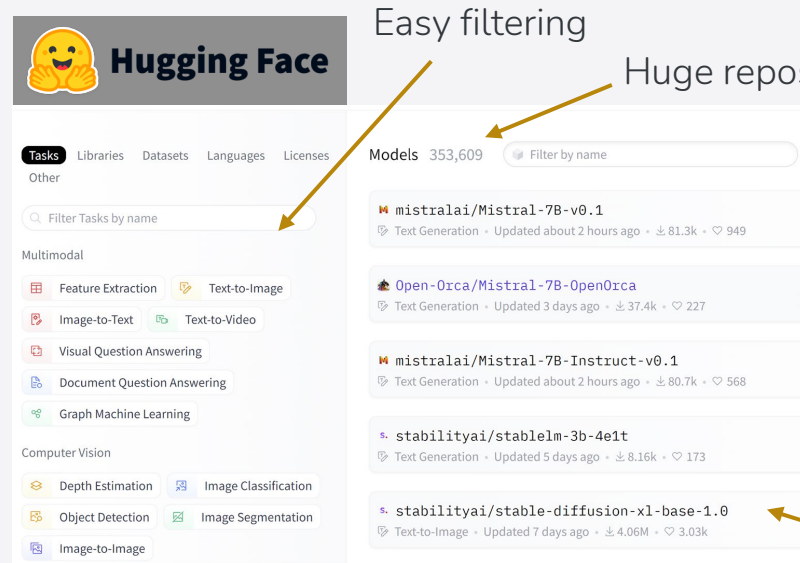 Easy filtering
Hugging Face
Huge repos
Tasks Libraries Datasets Languages Licenses
Other
Filter Tasks by name
Multimodal
Feature Extraction Text-to-Image
Image-to-Text Text-to-Video
Visual Question Answering
Document Question Answering
Graph Machine Learning
Computer Vision
Depth Estimation Image Classification
Object Detection Image Segmentation
Image-to-Image
Models 353,609 Filter by name
mistralai/Mistral-7B-v0.1
Text Generation • Updated about 2 hours ago • 81.3k • 949
Open-Orca/Mistral-7B-OpenOrca
Text Generation • Updated 3 days ago • 37.4k • 227
mistralai/Mistral-7B-Instruct-v0.1
Text Generation • Updated about 2 hours ago • 80.7k • 568
s. stabilityai/stablelm-3b-4e1t
Text Generation • Updated 5 days ago • 8.16k • 173
s. stabilityai/stable-diffusion-xl-base-1.0
Text-to-Image • Updated 7 days ago • 4.06M • 3.03k